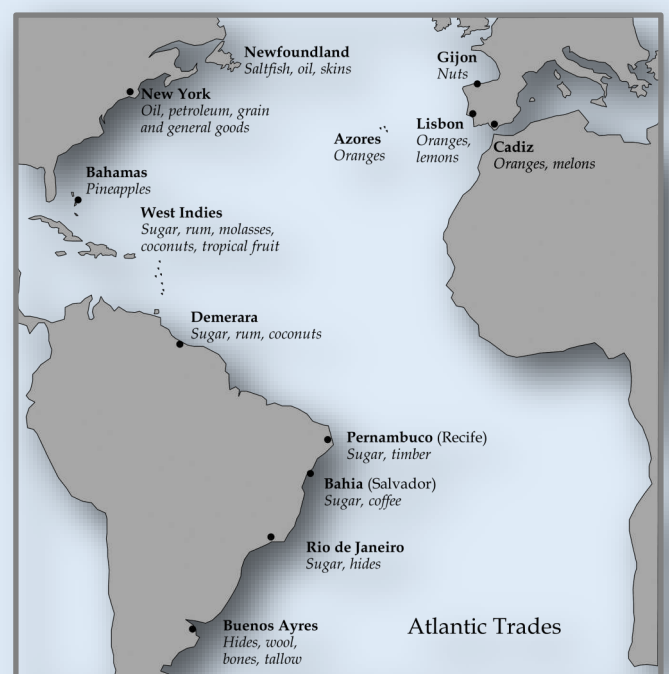 Newfoundland
Saltfish, oil, skins
Gijon
Nuts
New York
Oil, petroleum, grain
and general goods
Azores
Oranges
Lisbon
Oranges,
lemons
Cadiz
Oranges, melons
Bahamas
Pineapples
West Indies
Sugar, rum, molasses,
coconuts, tropical fruit
Demerara
Sugar, rum, coconuts
Pernambuco (Recife)
Sugar, timber
Bahia (Salvador)
Sugar, coffee
Rio de Janeiro
Sugar, hides
Buenos Ayres
Hides, wool,
bones, tallow
Atlantic Trades